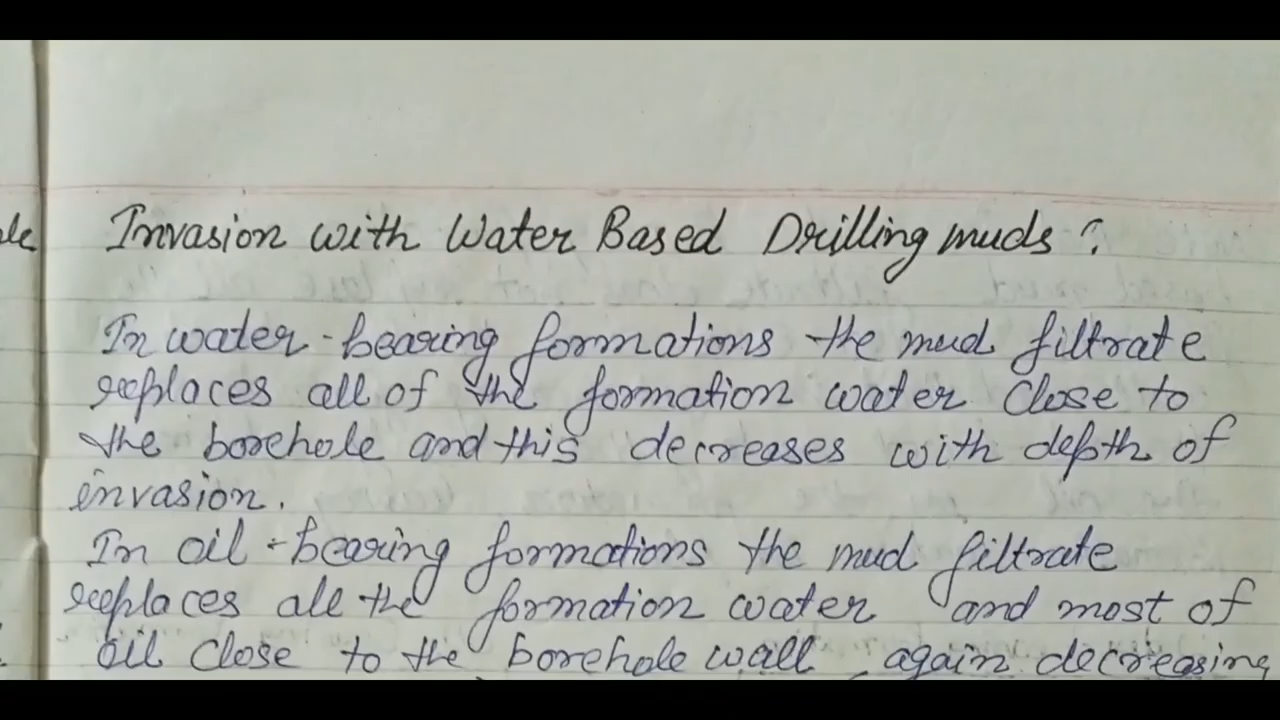 Invasion with Water Based Drilling muds :
In water-bearing formations the mud filtrate
replaces all of the formation water close to
the borehole and this decreases with depth of
invasion.
In oil-bearing formations the mud filtrate
replaces all the formation water and most of
oil close to the borehole wall, again decreasing